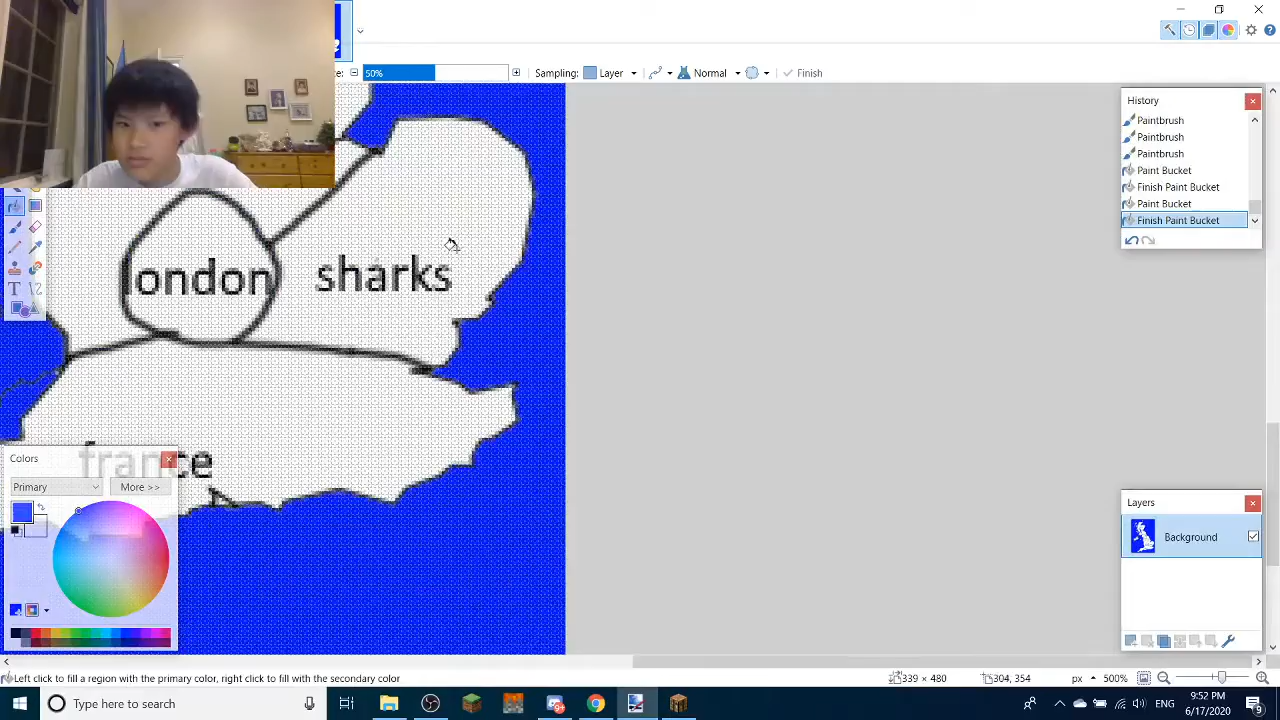 50%
Sampling: Layer Normal Finish
History
Paintbrush
Paintbrush
Paintbrush
Paint Bucket
Finish Paint Bucket
Paint Bucket
Finish Paint Bucket
london
sharks
france
Colors
Primary
More >>
Layers
Background
Left click to fill a region with the primary color, right click to fill with the secondary color
339 × 480
304, 354
px
500%
Type here to search
9:52 PM
6/17/2020